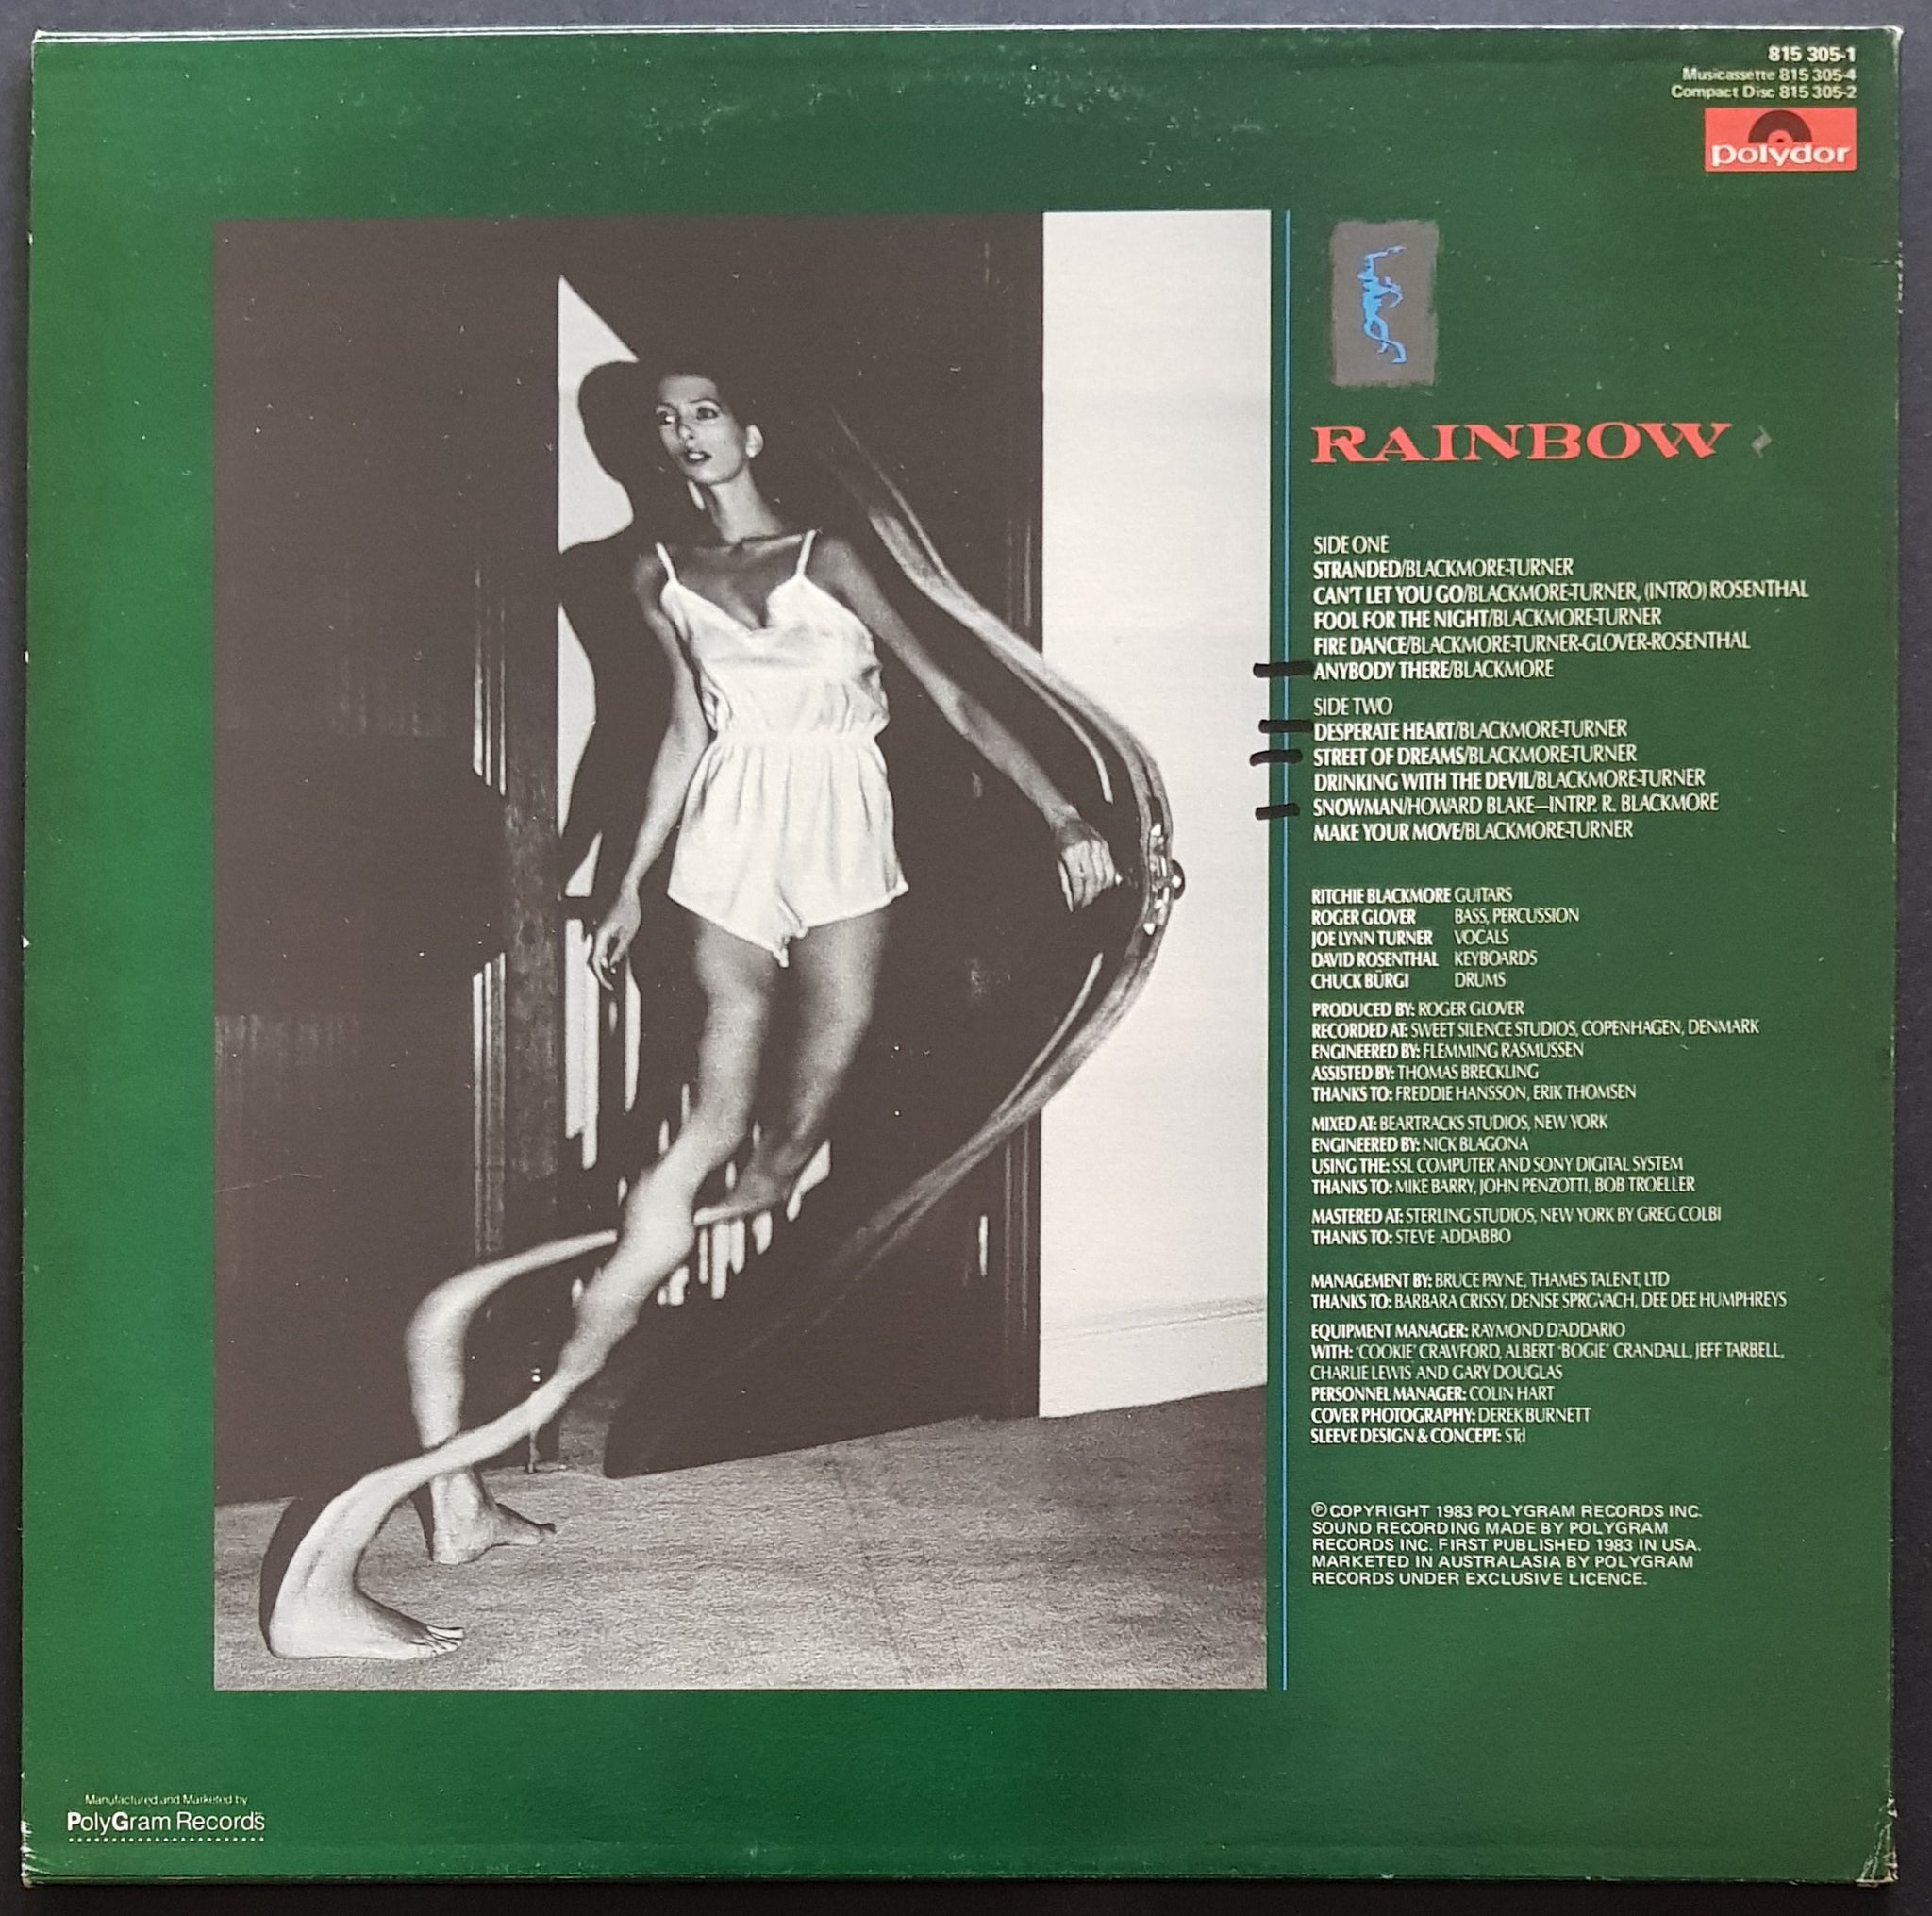 815 305-1
Musicassette 815 305-4
Compact Disc 815 305-2
polydor
RAINBOW
SIDE ONE
STRANDED/BLACKMORE-TURNER
CAN'T LET YOU GO/BLACKMORE-TURNER, (INTRO) ROSENTHAL
FOOL FOR THE NIGHT/BLACKMORE-TURNER
FIRE DANCE/BLACKMORE-TURNER-GLOVER-ROSENTHAL
ANYBODY THERE/BLACKMORE
SIDE TWO
DESPERATE HEART/BLACKMORE-TURNER
STREET OF DREAMS/BLACKMORE-TURNER
DRINKING WITH THE DEVIL/BLACKMORE-TURNER
SNOWMAN/HOWARD BLAKE—INTRP. R. BLACKMORE
MAKE YOUR MOVE/BLACKMORE-TURNER
RITCHIE BLACKMORE GUITARS
ROGER GLOVER BASS, PERCUSSION
JOE LYNN TURNER VOCALS
DAVID ROSENTHAL KEYBOARDS
CHUCK BÜRGI DRUMS
PRODUCED BY: ROGER GLOVER
RECORDED AT: SWEET SILENCE STUDIOS, COPENHAGEN, DENMARK
ENGINEERED BY: FLEMMING RASMUSSEN
ASSISTED BY: THOMAS BRECKLING
THANKS TO: FREDDIE HANSSON, ERIK THOMSEN
MIXED AT: BEARTRACKS STUDIOS, NEW YORK
ENGINEERED BY: NICK BLAGONA
USING THE: SSL COMPUTER AND SONY DIGITAL SYSTEM
THANKS TO: MIKE BARRY, JOHN PENZOTTI, BOB TROELLER
MASTERED AT: STERLING STUDIOS, NEW YORK BY GREG COLBI
THANKS TO: STEVE ADDABBO
MANAGEMENT BY: BRUCE PAYNE, THAMES TALENT, LTD
THANKS TO: BARBARA CRISSY, DENISE SPRGVACH, DEE DEE HUMPHREYS
EQUIPMENT MANAGER: RAYMOND D'ADDARIO
WITH: 'COOKIE' CRAWFORD, ALBERT 'BOGIE' CRANDALL, JEFF TARBELL,
CHARLIE LEWIS AND GARY DOUGLAS
PERSONNEL MANAGER: COLIN HART
COVER PHOTOGRAPHY: DEREK BURNETT
SLEEVE DESIGN & CONCEPT: STd
Ⓟ COPYRIGHT 1983 POLYGRAM RECORDS INC.
SOUND RECORDING MADE BY POLYGRAM
RECORDS INC. FIRST PUBLISHED 1983 IN USA.
MARKETED IN AUSTRALASIA BY POLYGRAM
RECORDS UNDER EXCLUSIVE LICENCE.
Manufactured and Marketed by
PolyGram Records